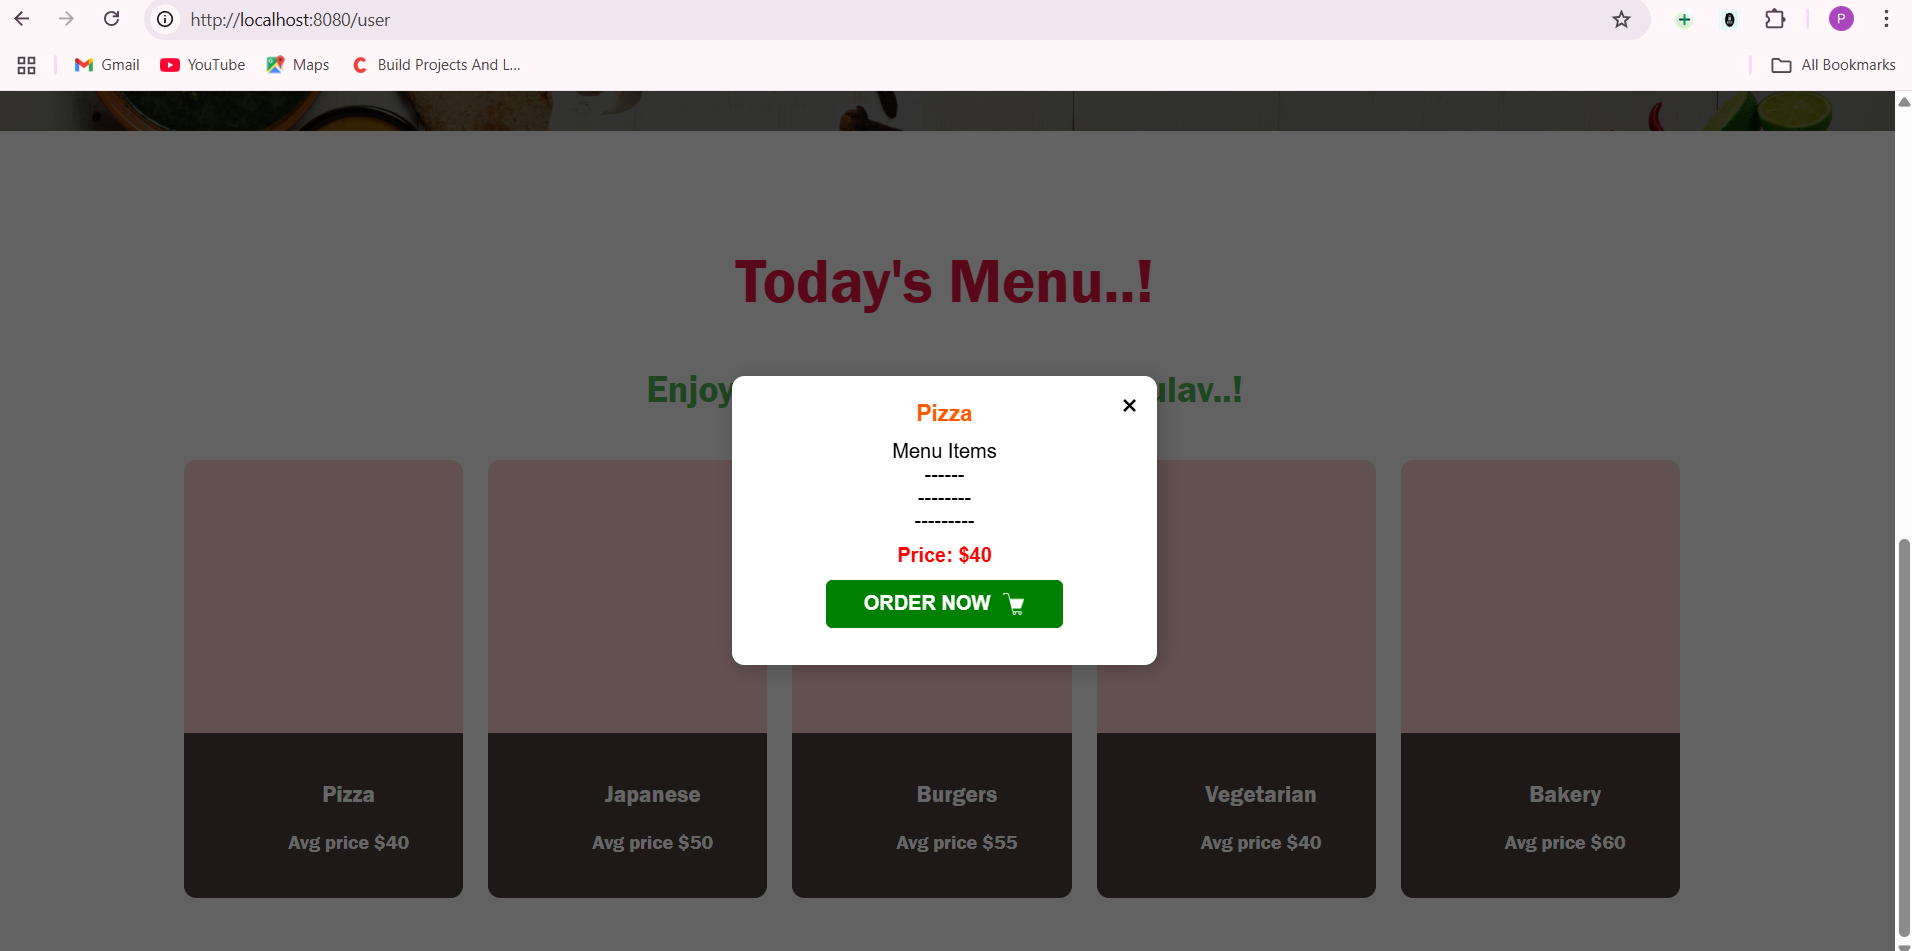 http://localhost:8080/user
P
Gmail
YouTube
Maps
Build Projects And L...
All Bookmarks
Today's Menu..!
Enjoy
ulav..!
Pizza
×
Menu Items
------
--------
---------
Price: $40
ORDER NOW
Pizza
Avg price $40
Japanese
Avg price $50
Burgers
Avg price $55
Vegetarian
Avg price $40
Bakery
Avg price $60